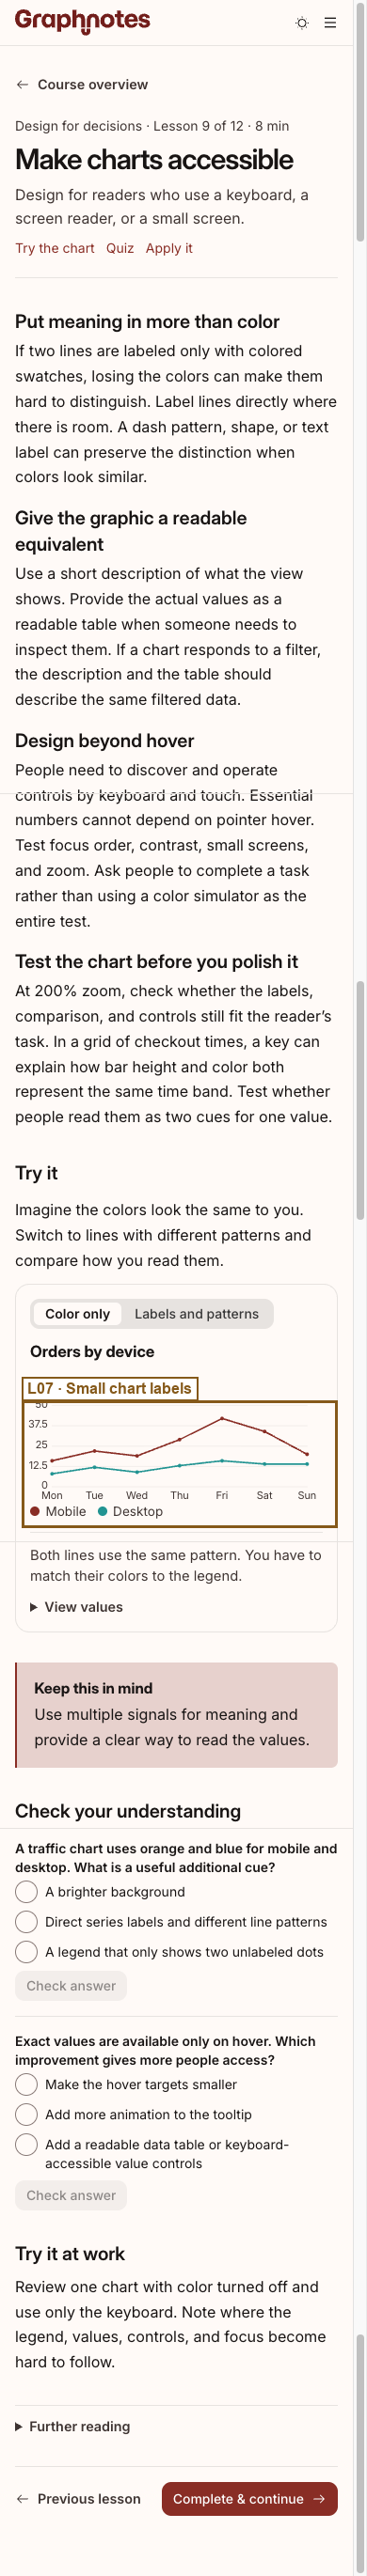 Graphnotes
← Course overview
Design for decisions · Lesson 9 of 12 · 8 min
Make charts accessible
Design for readers who use a keyboard, a
screen reader, or a small screen.
Try the chart Quiz Apply it
Put meaning in more than color
If two lines are labeled only with colored
swatches, losing the colors can make them
hard to distinguish. Label lines directly where
there is room. A dash pattern, shape, or text
label can preserve the distinction when
colors look similar.
Give the graphic a readable
equivalent
Use a short description of what the view
shows. Provide the actual values as a
readable table when someone needs to
inspect them. If a chart responds to a filter,
the description and the table should
describe the same filtered data.
Design beyond hover
People need to discover and operate
controls by keyboard and touch. Essential
numbers cannot depend on pointer hover.
Test focus order, contrast, small screens,
and zoom. Ask people to complete a task
rather than using a color simulator as the
entire test.
Test the chart before you polish it
At 200% zoom, check whether the labels,
comparison, and controls still fit the reader’s
task. In a grid of checkout times, a key can
explain how bar height and color both
represent the same time band. Test whether
people read them as two cues for one value.
Try it
Imagine the colors look the same to you.
Switch to lines with different patterns and
compare how you read them.
Color only Labels and patterns
Orders by device
L07 · Small chart labels
50
37.5
25
12.5
0
Mon Tue Wed Thu Fri Sat Sun
Mobile Desktop
Both lines use the same pattern. You have to
match their colors to the legend.
View values
Keep this in mind
Use multiple signals for meaning and
provide a clear way to read the values.
Check your understanding
A traffic chart uses orange and blue for mobile and
desktop. What is a useful additional cue?
A brighter background
Direct series labels and different line patterns
A legend that only shows two unlabeled dots
Check answer
Exact values are available only on hover. Which
improvement gives more people access?
Make the hover targets smaller
Add more animation to the tooltip
Add a readable data table or keyboard-
accessible value controls
Check answer
Try it at work
Review one chart with color turned off and
use only the keyboard. Note where the
legend, values, controls, and focus become
hard to follow.
Further reading
← Previous lesson Complete & continue →